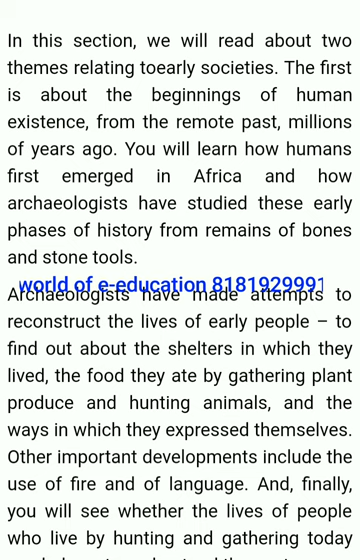 In this section, we will read about two
themes relating toearly societies. The first
is about the beginnings of human
existence, from the remote past, millions
of years ago. You will learn how humans
first emerged in Africa and how
archaeologists have studied these early
phases of history from remains of bones
and stone tools.
world of e-education 8181929991
Archaeologists have made attempts to
reconstruct the lives of early people – to
find out about the shelters in which they
lived, the food they ate by gathering plant
produce and hunting animals, and the
ways in which they expressed themselves.
Other important developments include the
use of fire and of language. And, finally,
you will see whether the lives of people
who live by hunting and gathering today